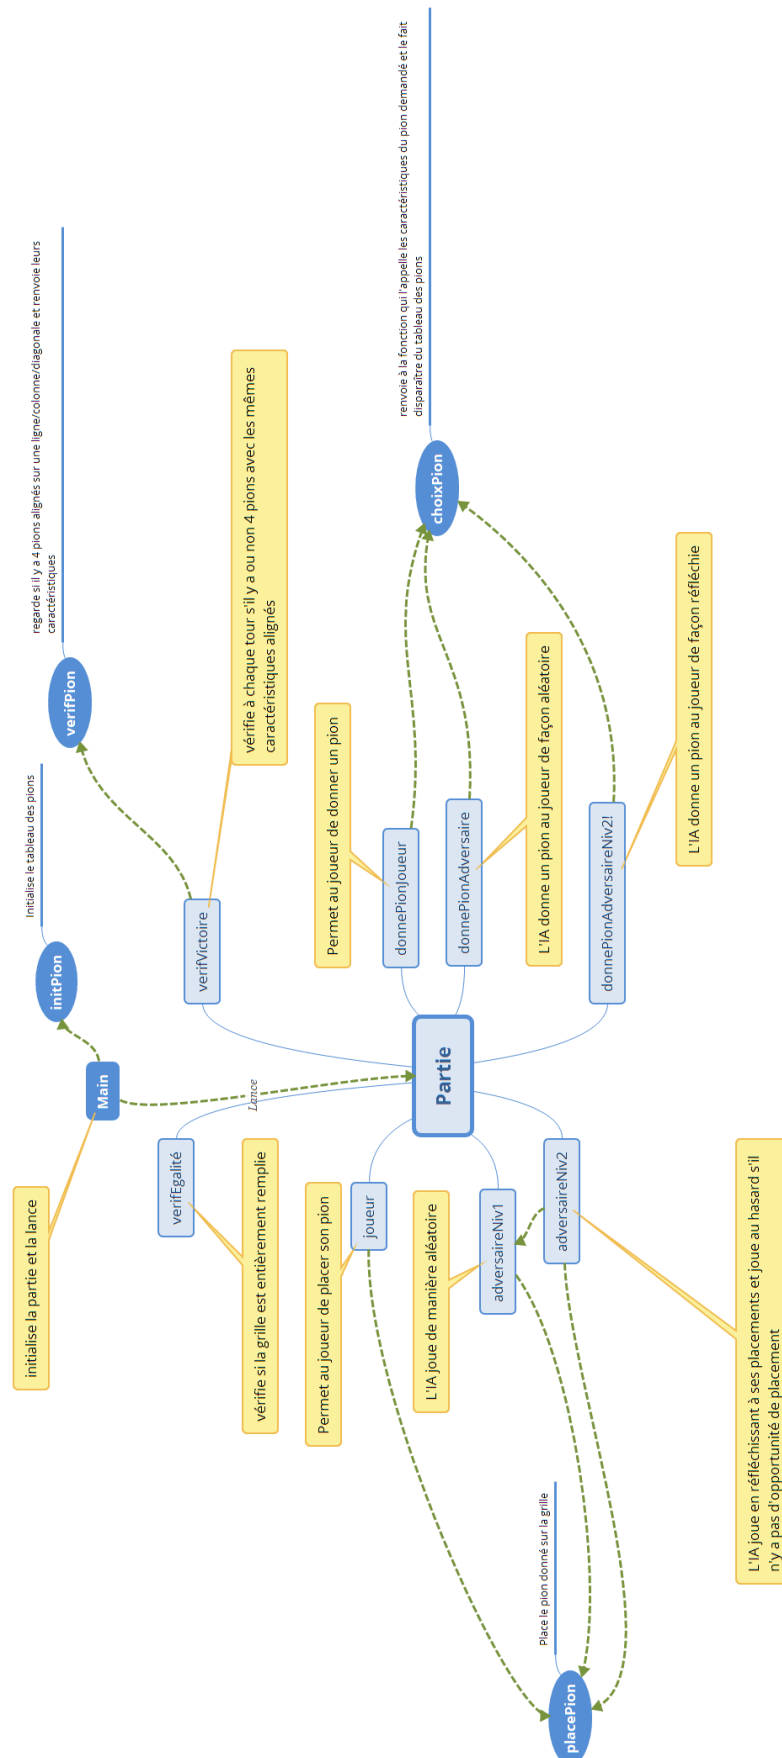 initialise la partie et la lance
Main
initPion
Initialise le tableau des pions
verifPion
regarde si il y a 4 pions alignés sur une ligne/colonne/diagonale et renvoie leurs
caractéristiques
verifEgalité
vérifie si la grille est entièrement remplie
Lance
verifVictoire
vérifie à chaque tour s'il y a ou non 4 pions avec les mêmes
caractéristiques alignés
Permet au joueur de placer son pion
joueur
Permet au joueur de donner un pion
donnePionJoueur
Partie
choixPion
renvoie à la fonction qui l'appelle les caractéristiques du pion demandé et le fait
disparaître du tableau des pions
L'IA joue de manière aléatoire
adversaireNiv1
donnePionAdversaire
L'IA donne un pion au joueur de façon aléatoire
adversaireNiv2
donnePionAdversaireNiv2!
L'IA donne un pion au joueur de façon réfléchie
Place le pion donné sur la grille
placePion
L'IA joue en réfléchissant à ses placements et joue au hasard s'il
n'y a pas d'opportunité de placement